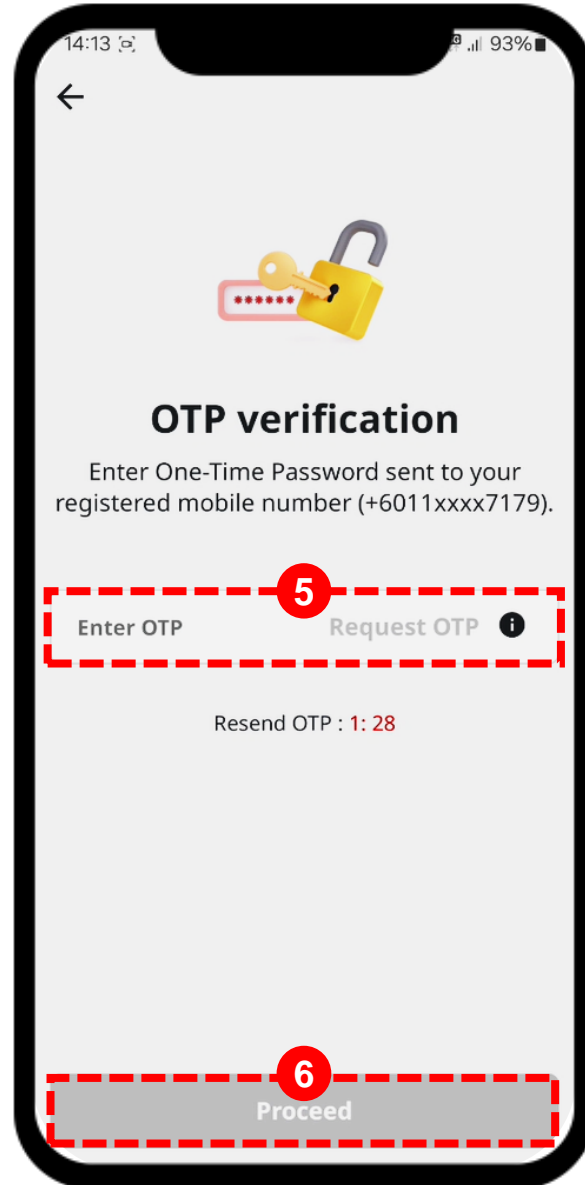 14:13 93%
OTP verification
Enter One-Time Password sent to your
registered mobile number (+6011xxxx7179).
5
Enter OTP Request OTP
Resend OTP : 1: 28
6
Proceed